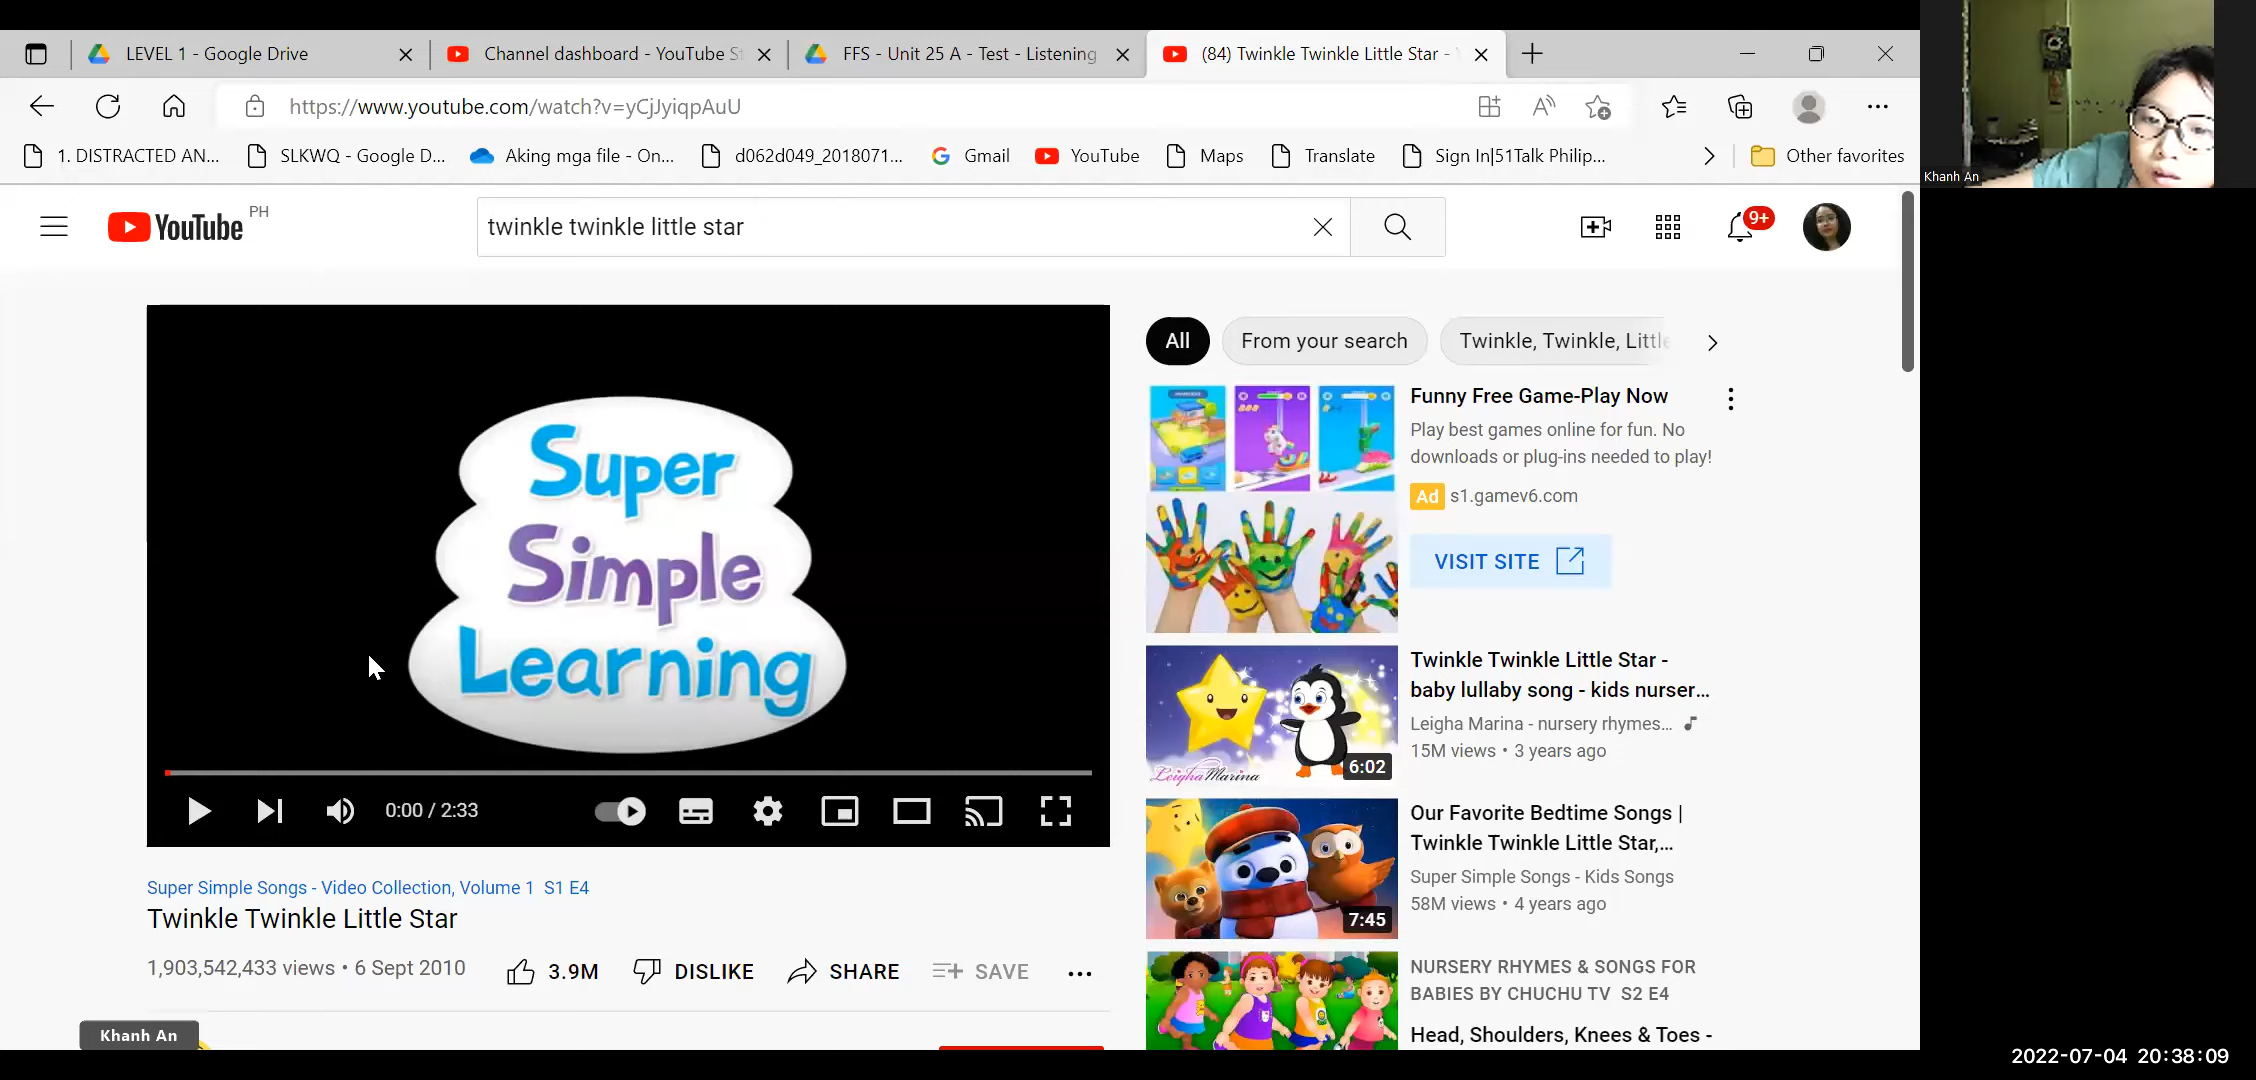 LEVEL 1 - Google Drive
Channel dashboard - YouTube St
FFS - Unit 25 A - Test - Listening
(84) Twinkle Twinkle Little Star -
https://www.youtube.com/watch?v=yCjJyiqpAuU
1. DISTRACTED AN...
SLKWQ - Google D...
Aking mga file - On...
d062d049_2018071...
Gmail
YouTube
Maps
Translate
Sign In|51Talk Philip...
Other favorites
Khanh An
YouTube PH
twinkle twinkle little star
9+
Super
Simple
Learning
0:00 / 2:33
Super Simple Songs - Video Collection, Volume 1 S1 E4
Twinkle Twinkle Little Star
1,903,542,433 views • 6 Sept 2010
3.9M
DISLIKE
SHARE
SAVE
Khanh An
All
From your search
Twinkle, Twinkle, Little
Funny Free Game-Play Now
Play best games online for fun. No
downloads or plug-ins needed to play!
Ad s1.gamev6.com
VISIT SITE
Leigha Marina
6:02
Twinkle Twinkle Little Star -
baby lullaby song - kids nurser...
Leigha Marina - nursery rhymes...
15M views • 3 years ago
7:45
Our Favorite Bedtime Songs |
Twinkle Twinkle Little Star,...
Super Simple Songs - Kids Songs
58M views • 4 years ago
NURSERY RHYMES & SONGS FOR
BABIES BY CHUCHU TV S2 E4
Head, Shoulders, Knees & Toes -
2022-07-04 20:38:09